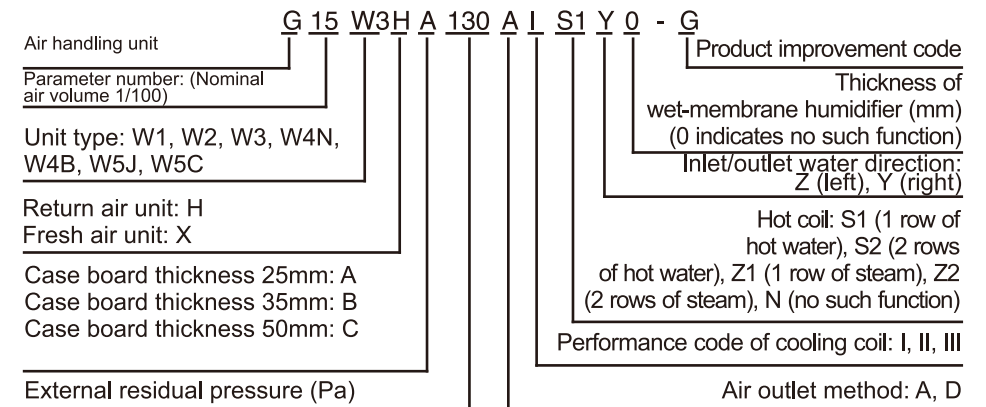 G 15 W3H A 130 A I S1 Y 0 - G
Air handling unit
Parameter number: (Nominal
air volume 1/100)
Unit type: W1, W2, W3, W4N,
W4B, W5J, W5C
Return air unit: H
Fresh air unit: X
Case board thickness 25mm: A
Case board thickness 35mm: B
Case board thickness 50mm: C
External residual pressure (Pa)
Product improvement code
Thickness of
wet-membrane humidifier (mm)
(0 indicates no such function)
Inlet/outlet water direction:
Z (left), Y (right)
Hot coil: S1 (1 row of
hot water), S2 (2 rows
of hot water), Z1 (1 row of steam), Z2
(2 rows of steam), N (no such function)
Performance code of cooling coil: I, II, III
Air outlet method: A, D